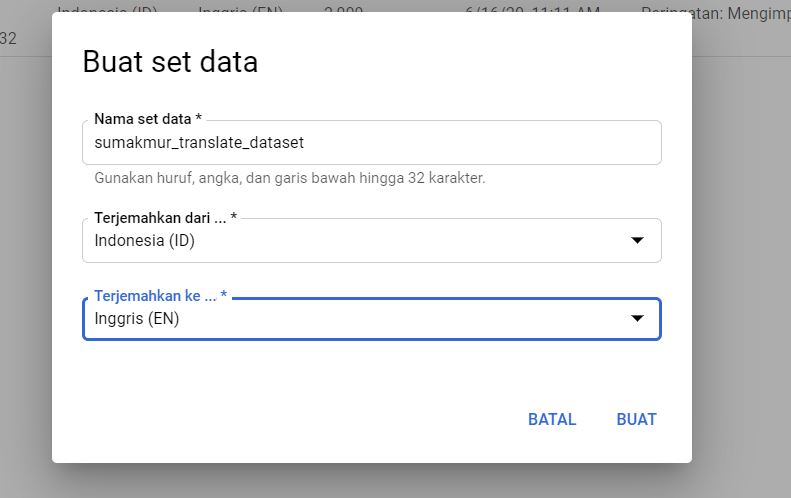 Indonesia (ID) Inggris (EN) 2,899 6/16/20, 11:11 AM Peringatan: Mengimp
32
Buat set data
Nama set data *
sumakmur_translate_dataset
Gunakan huruf, angka, dan garis bawah hingga 32 karakter.
Terjemahkan dari ... *
Indonesia (ID)
Terjemahkan ke ... *
Inggris (EN)
BATAL BUAT